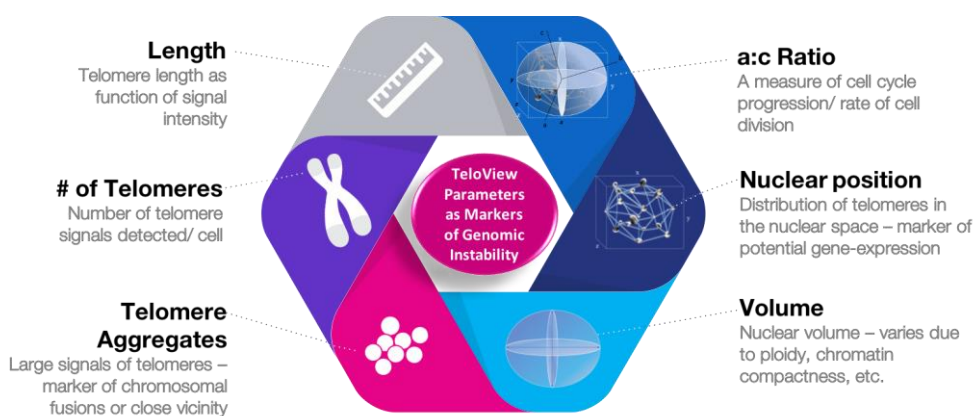 Length
Telomere length as
function of signal
intensity
# of Telomeres
Number of telomere
signals detected/ cell
Telomere
Aggregates
Large signals of telomeres –
marker of chromosomal
fusions or close vicinity
TeloView
Parameters
as Markers
of Genomic
Instability
a:c Ratio
A measure of cell cycle
progression/ rate of cell
division
Nuclear position
Distribution of telomeres in
the nuclear space – marker of
potential gene-expression
Volume
Nuclear volume – varies due
to ploidy, chromatin
compactness, etc.